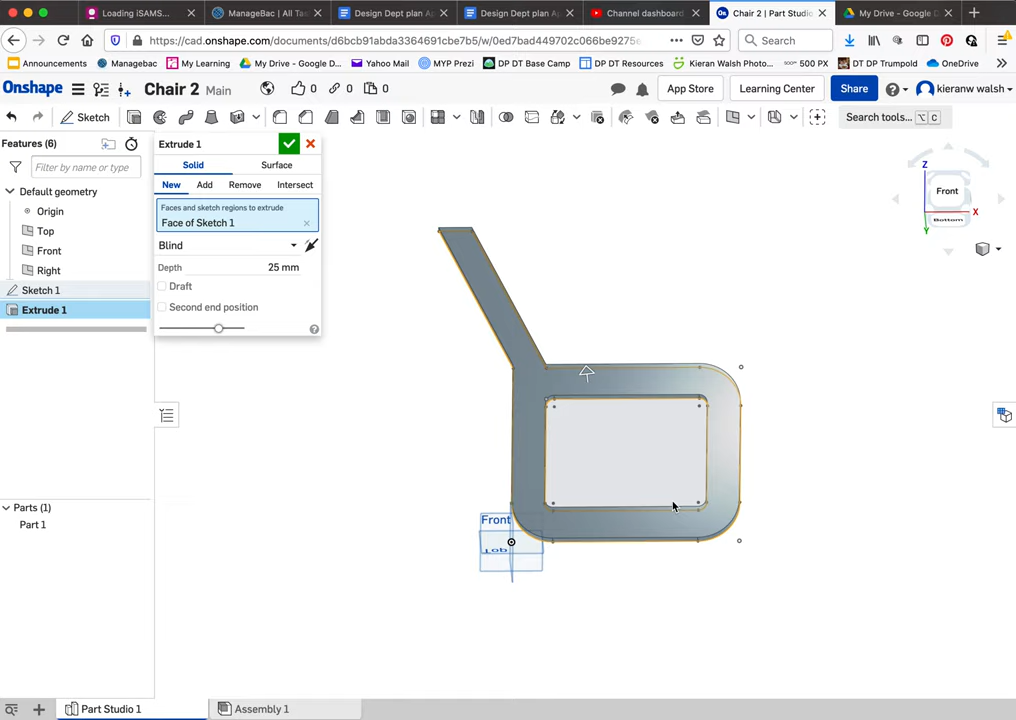 Loading iSAMS...
ManageBac | All Ta
Design Dept plan Ap
Design Dept plan A
Channel dashboard
Chair 2 | Part Studio
My Drive - Google D
https://cad.onshape.com/documents/d6bcb91abda3364691cbe7b5/w/0ed7bad449702c066be9275e
Search
Announcements
Managebac
My Learning
My Drive - Google D...
Yahoo Mail
MYP Prezi
DP DT Base Camp
DP DT Resources
Kieran Walsh Photo...
500 PX
DT DP Trumpold
OneDrive
Onshape
Chair 2 Main
0
0
0
App Store
Learning Center
Share
kieranw walsh
Sketch
Search tools...
⌥
C
Features (6)
Filter by name or type
Default geometry
Origin
Top
Front
Right
Sketch 1
Extrude 1
Parts (1)
Part 1
Extrude 1
Solid
Surface
New
Add
Remove
Intersect
Faces and sketch regions to extrude
Face of Sketch 1
Blind
Depth
25 mm
Draft
Second end position
Front
Top
Z
Front
X
Bottom
Y
Part Studio 1
Assembly 1